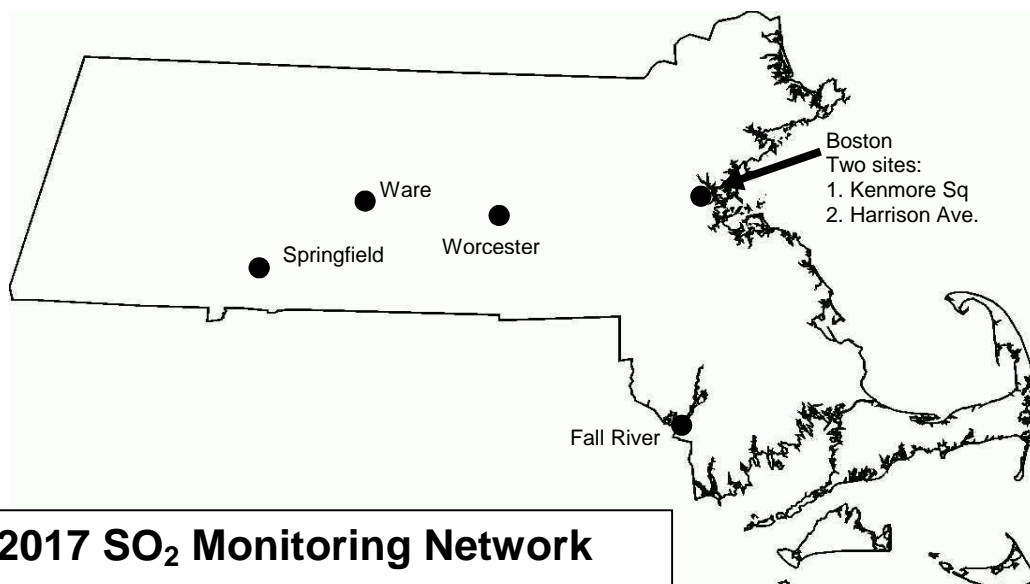 Boston
Two sites:
1. Kenmore Sq
2. Harrison Ave.
Ware
Worcester
Springfield
Fall River
2017 SO₂ Monitoring Network